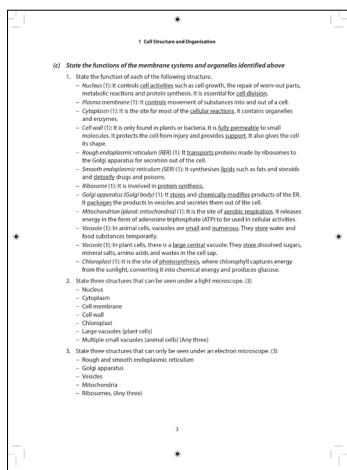 1 Cell Structure and Organisation
(c) State the functions of the membrane systems and organelles identified above
1. State the function of each of the following structure.
– Nucleus (1): It controls cell activities such as cell growth, the repair of worn-out parts,
metabolic reactions and protein synthesis. It is essential for cell division.
– Plasma membrane (1): It controls movement of substances into and out of a cell.
– Cytoplasm (1): It is the site for most of the cellular reactions. It contains organelles
and enzymes.
– Cell wall (1): It is only found in plants or bacteria. It is fully permeable to small
molecules. It protects the cell from injury and provides support. It also gives the cell
its shape.
– Rough endoplasmic reticulum (RER) (1): It transports proteins made by ribosomes to
the Golgi apparatus for secretion out of the cell.
– Smooth endoplasmic reticulum (SER) (1): It synthesises lipids such as fats and steroids
and detoxify drugs and poisons.
– Ribosome (1): It is involved in protein synthesis.
– Golgi apparatus (Golgi body) (1): It stores and chemically modifies products of the ER.
It packages the products in vesicles and secretes them out of the cell.
– Mitochondrion (plural: mitochondria) (1): It is the site of aerobic respiration. It releases
energy in the form of adenosine triphosphate (ATP) to be used in cellular activities.
– Vacuole (1): In animal cells, vacuoles are small and numerous. They store water and
food substances temporarily.
– Vacuole (1): In plant cells, there is a large central vacuole. They store dissolved sugars,
mineral salts, amino acids and wastes in the cell sap.
– Chloroplast (1): It is the site of photosynthesis, where chlorophyll captures energy
from the sunlight, converting it into chemical energy and produces glucose.
2. State three structures that can be seen under a light microscope. (3)
– Nucleus
– Cytoplasm
– Cell membrane
– Cell wall
– Chloroplast
– Large vacuoles (plant cells)
– Multiple small vacuoles (animal cells) (Any three)
3. State three structures that can only be seen under an electron microscope. (3)
– Rough and smooth endoplasmic reticulum
– Golgi apparatus
– Vesicles
– Mitochondria
– Ribosomes. (Any three)
3